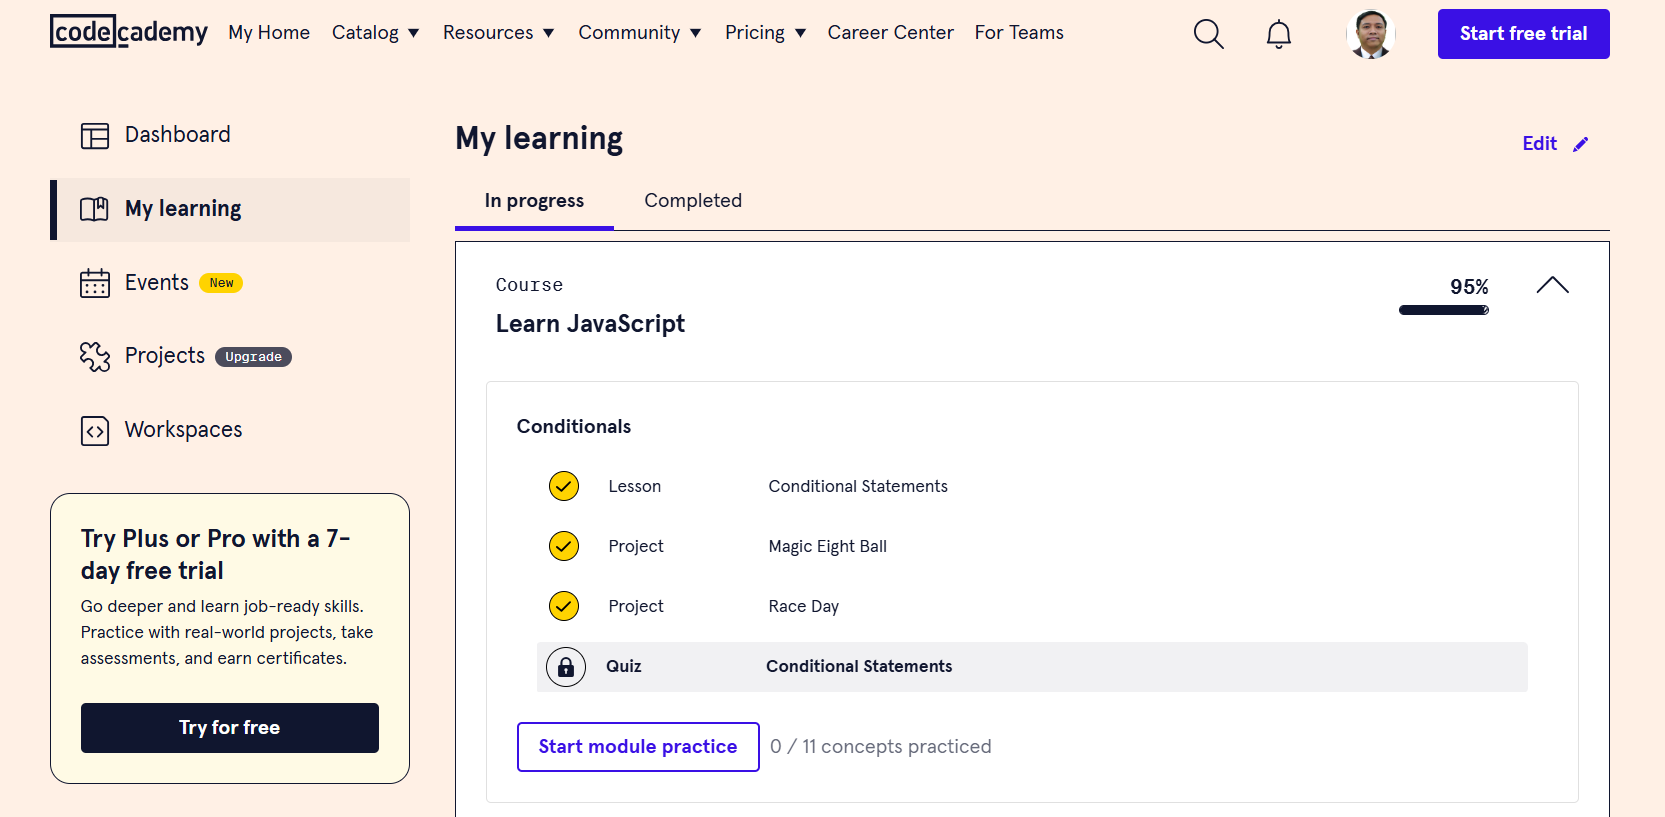 codecademy
My Home Catalog Resources Community Pricing Career Center For Teams
Start free trial
Dashboard
My learning
Events New
Projects Upgrade
Workspaces
Try Plus or Pro with a 7-
day free trial
Go deeper and learn job-ready skills.
Practice with real-world projects, take
assessments, and earn certificates.
Try for free
My learning
Edit
In progress Completed
Course
95%
Learn JavaScript
Conditionals
Lesson Conditional Statements
Project Magic Eight Ball
Project Race Day
Quiz Conditional Statements
Start module practice 0 / 11 concepts practiced